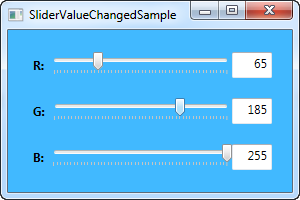 SliderValueChangedSample
R: 65
G: 185
B: 255